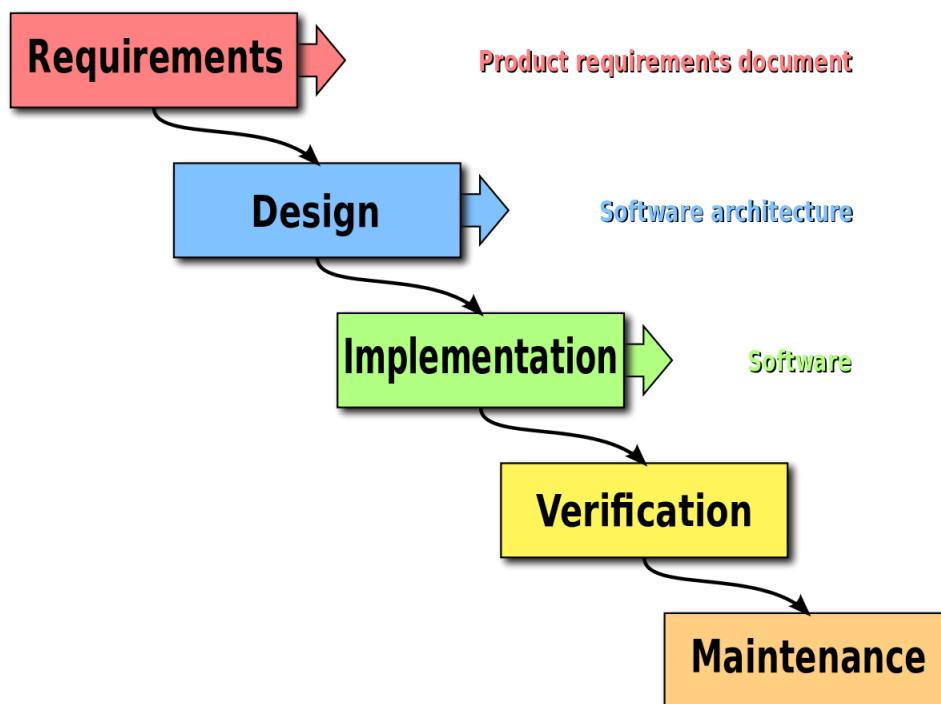 Requirements
Product requirements document
Design
Software architecture
Implementation
Software
Verification
Maintenance